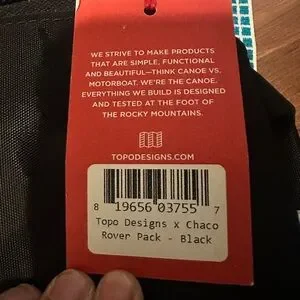 WE STRIVE TO MAKE PRODUCTS
THAT ARE SIMPLE, FUNCTIONAL
AND BEAUTIFUL—THINK CANOE VS.
MOTORBOAT. WE'RE THE CANOE.
EVERYTHING WE BUILD IS DESIGNED
AND TESTED AT THE FOOT OF
THE ROCKY MOUNTAINS.
TOPODESIGNS.COM
8 19656 03755 7
Topo Designs x Chaco
Rover Pack - Black